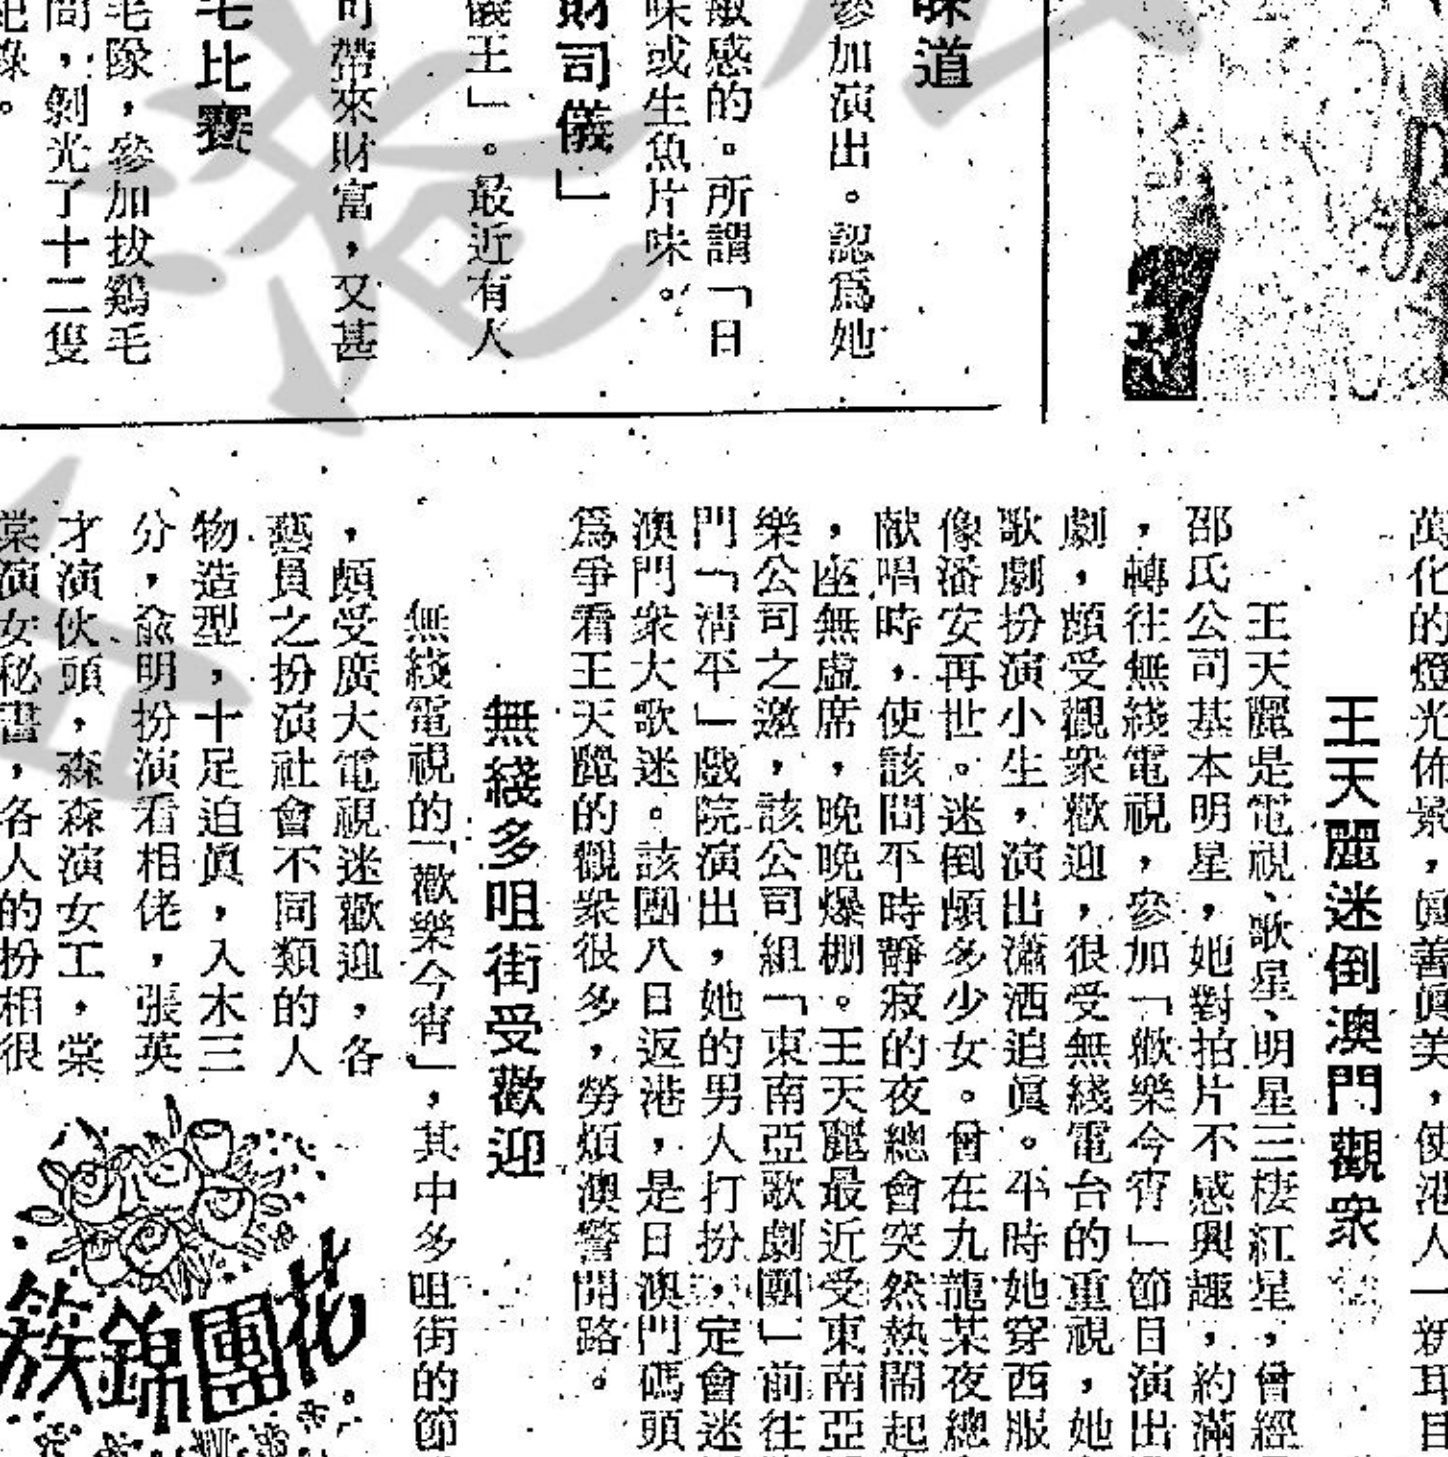 味道
參加演出。認爲她
敏感的。所謂「日
味或生魚片味。
財司儀」
儀王」。最近有人
可帶來財富,又甚
毛比賽
毛隊,參加拔鷄毛
間,剝光了十二隻
紀錄。
萬化的燈光佈景,眞善眞美,使港人一新耳目
王天麗迷倒澳門觀衆
王天麗是電視、歌星、明星三棲紅星,曾經
邵氏公司基本明星,她對拍片不感興趣,約滿
,轉往無綫電視,參加「歡樂今宵」節目演出
劇,頗受觀衆歡迎,很受無綫電台的重視,她
歌劇扮演小生,演出瀟洒追眞。平時她穿西服
像潘安再世。迷倒頗多少女。曾在九龍某夜總
献唱時,使該間平時靜寂的夜總會突然熱鬧起
,座無虛席,晚晚爆棚。王天麗最近受東南亞
樂公司之邀,該公司組「東南亞歌劇團」前往
門「清平」戲院演出,她的男人打扮,定會迷
澳門衆大歌迷。該團八日返港,是日澳門碼頭
爲爭看王天麗的觀衆很多,勞煩澳警開路。
無綫多咀街受歡迎
無綫電視的「歡樂今宵」,其中多咀街的節
,頗受廣大電視迷歡迎,各
藝員之扮演社會不同類的人
物造型,十足迫眞,入木三
分,兪明扮演看相佬,張英
才演伙頭,森森演女工,棠
棠演女秘書,各人的扮相很
花團錦簇